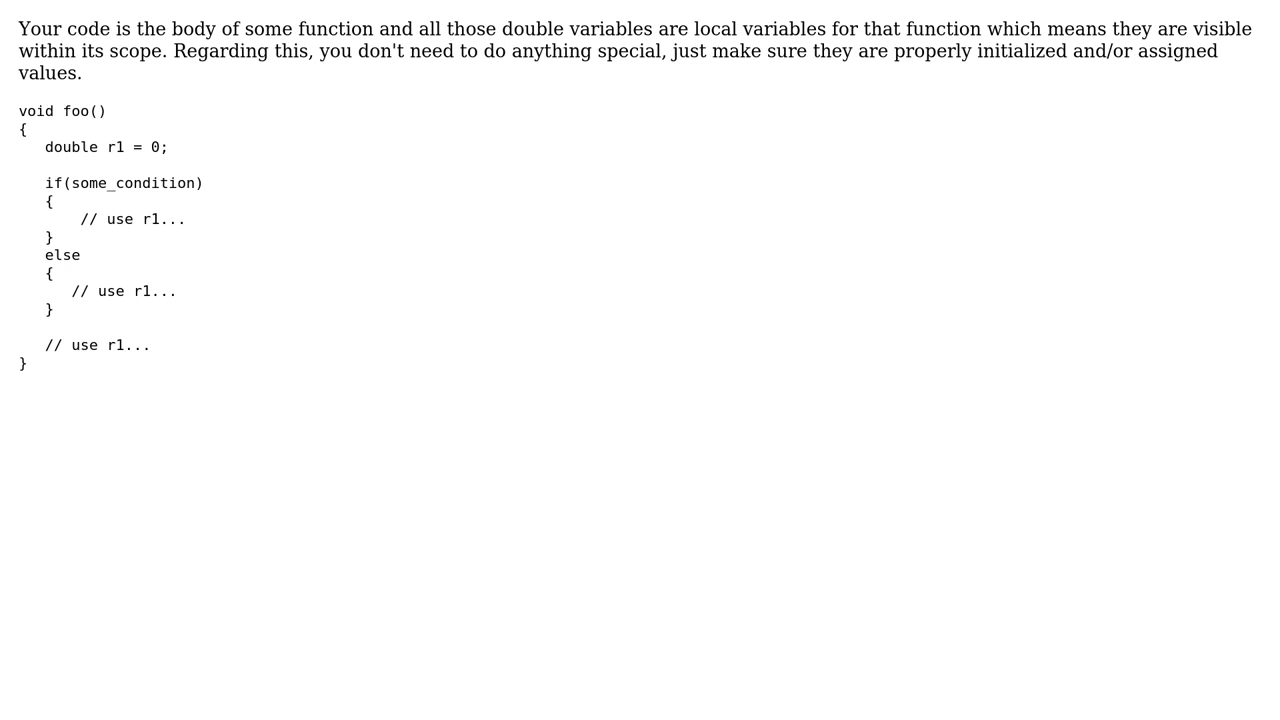 Your code is the body of some function and all those double variables are local variables for that function which means they are visible
within its scope. Regarding this, you don't need to do anything special, just make sure they are properly initialized and/or assigned
values.

void foo()
{
   double r1 = 0;

   if(some_condition)
   {
       // use r1...
   }
   else
   {
      // use r1...
   }

   // use r1...
}